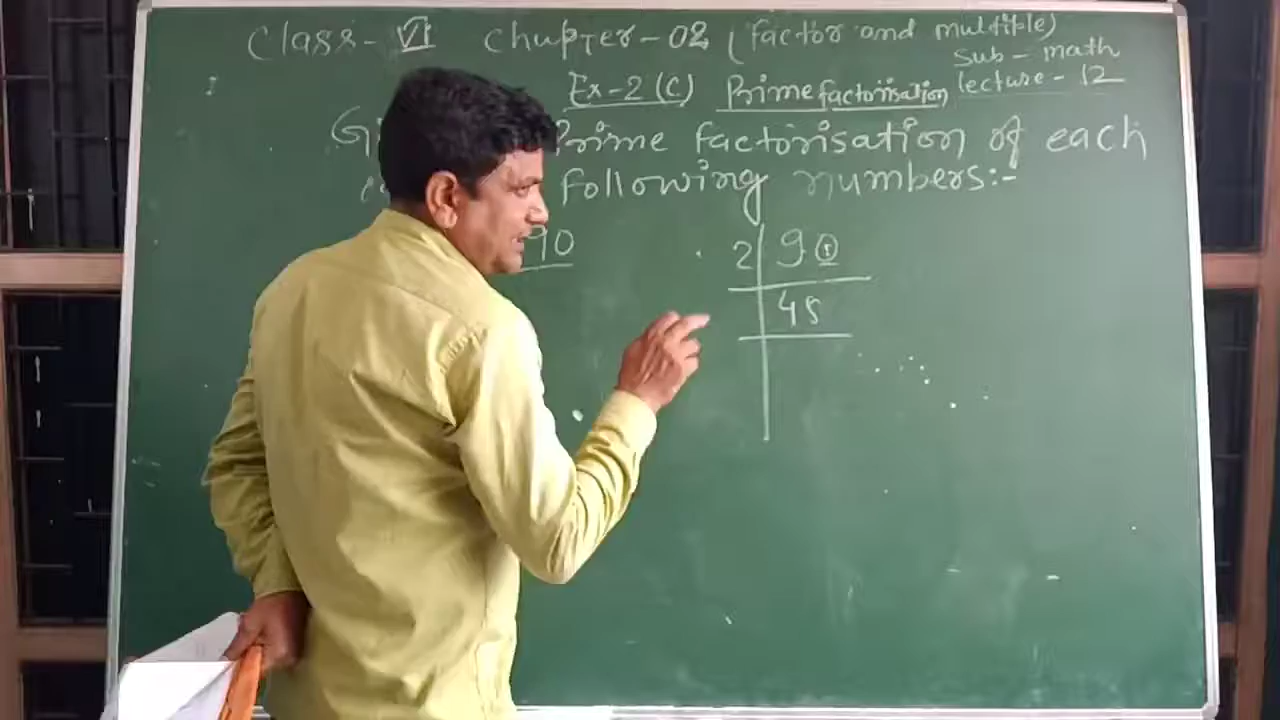 Class- VI Chapter-02 (factor and multiple)
Sub - math
Ex-2 (C) Prime factorisation lecture - 12
Prime factorisation of each
following numbers:-
90
2 90
45